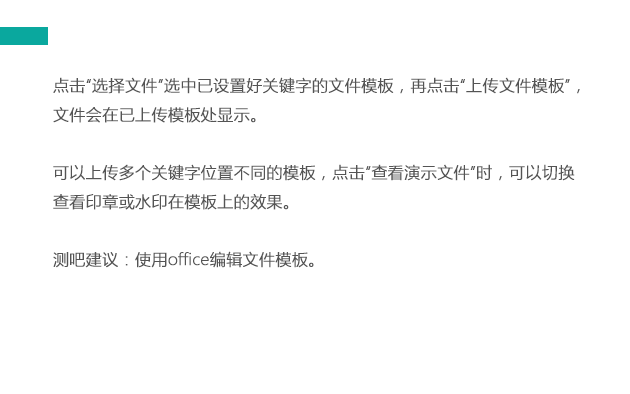 点击“选择文件”选中已设置好关键字的文件模板，再点击“上传文件模板”，
文件会在已上传模板处显示。
可以上传多个关键字位置不同的模板，点击“查看演示文件”时，可以切换
查看印章或水印在模板上的效果。
测吧建议：使用office编辑文件模板。